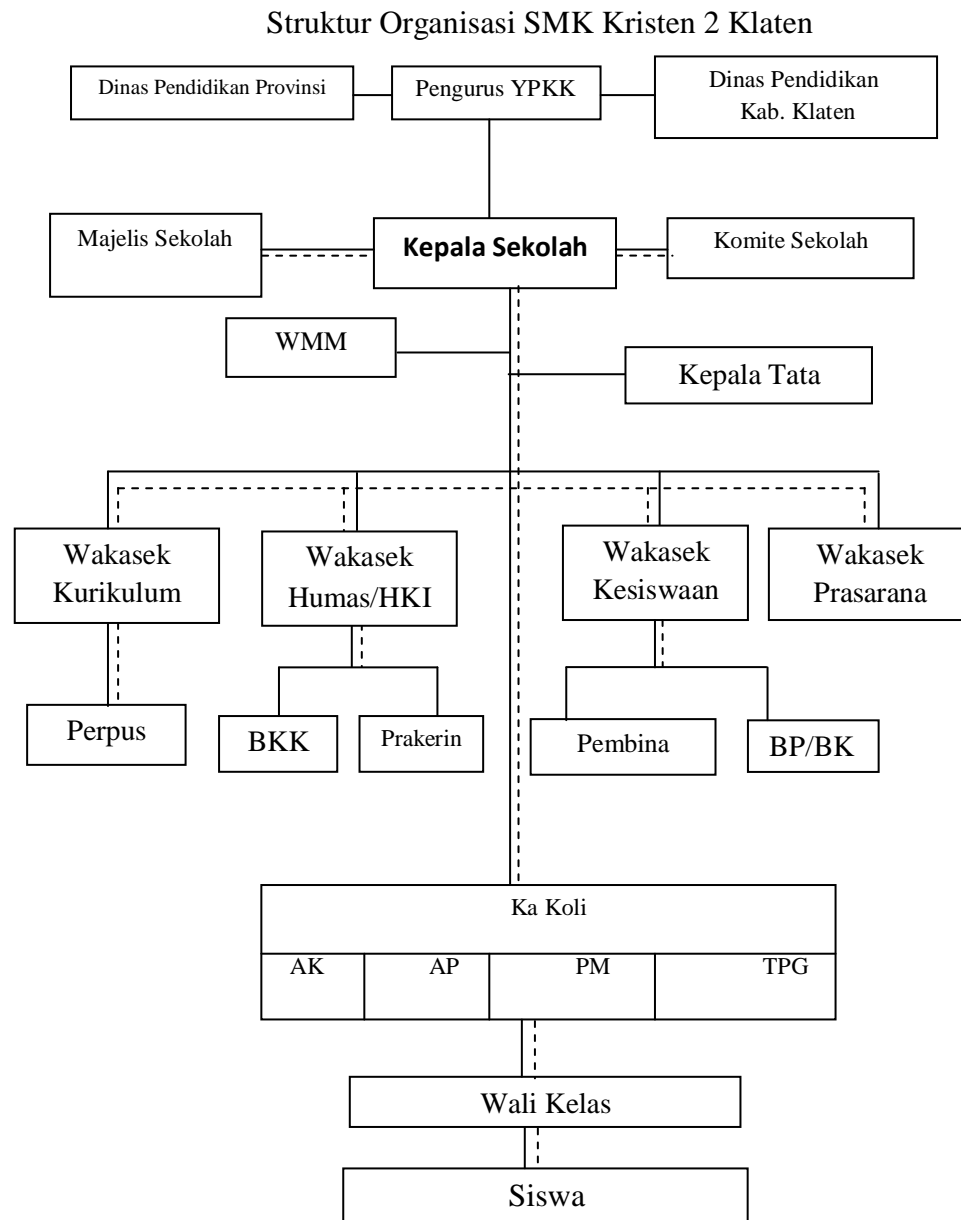 Struktur Organisasi SMK Kristen 2 Klaten
Dinas Pendidikan Provinsi
Pengurus YPKK
Dinas Pendidikan
Kab. Klaten
Majelis Sekolah
Kepala Sekolah
Komite Sekolah
WMM
Kepala Tata
Wakasek
Kurikulum
Wakasek
Humas/HKI
Wakasek
Kesiswaan
Wakasek
Prasarana
Perpus
BKK
Prakerin
Pembina
BP/BK
Ka Koli
AK
AP
PM
TPG
Wali Kelas
Siswa